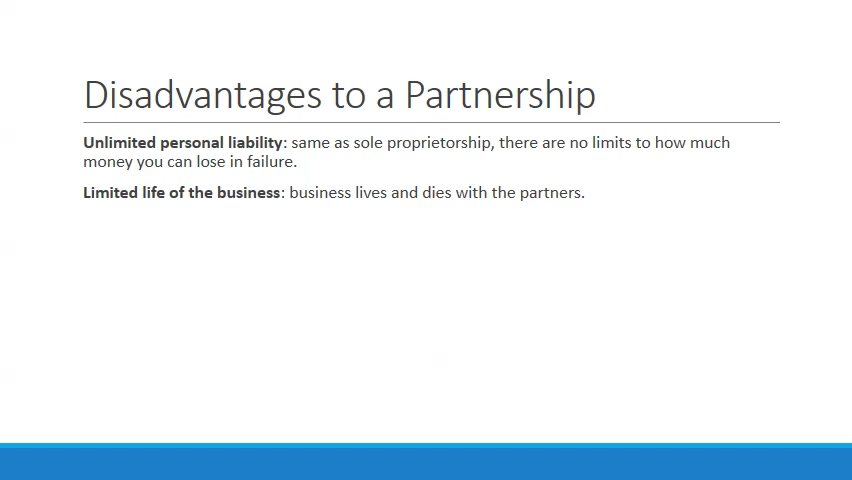 Disadvantages to a Partnership
Unlimited personal liability: same as sole proprietorship, there are no limits to how much
money you can lose in failure.
Limited life of the business: business lives and dies with the partners.